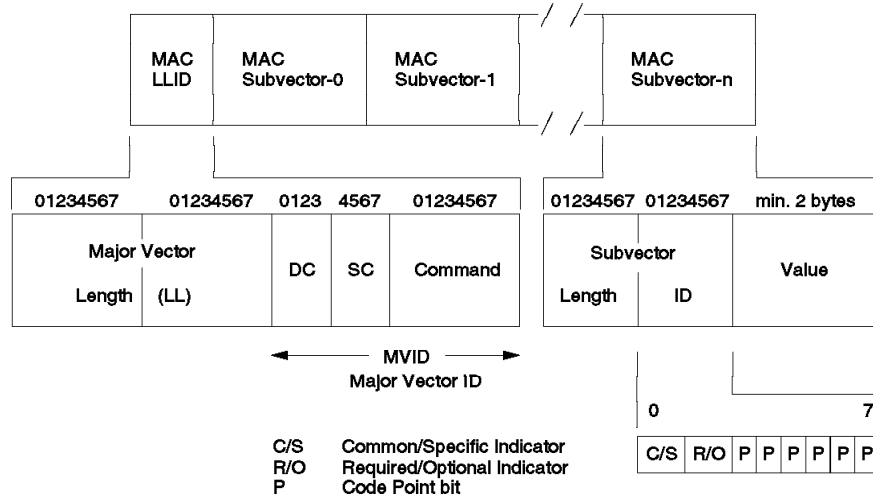 MAC MAC MAC MAC
LLID Subvector-0 Subvector-1 Subvector-n
01234567 01234567 0123 4567 01234567 01234567 01234567 min. 2 bytes
Major Vector Subvector
DC SC Command Value
Length (LL) Length ID
MVID
Major Vector ID
0 7
C/S Common/Specific Indicator
R/O Required/Optional Indicator
P Code Point bit
C/S R/O P P P P P P